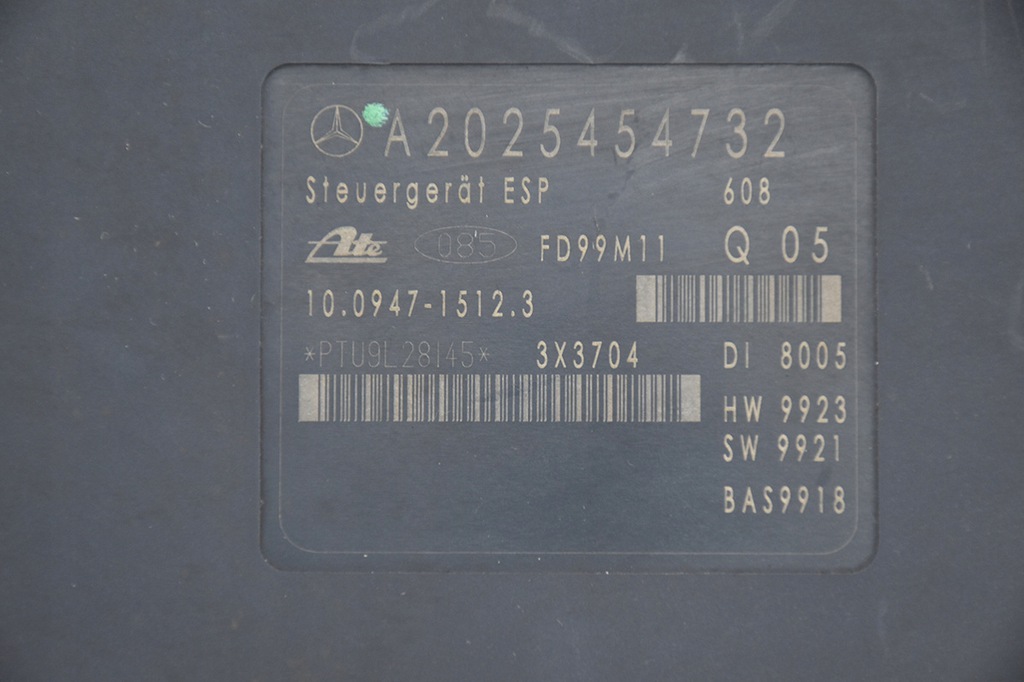 A2025454732
Steuergerät ESP 608
Ate 085 FD99M11 Q 05
10.0947-1512.3
*PTU9L28145* 3X3704 DI 8005
HW 9923
SW 9921
BAS9918